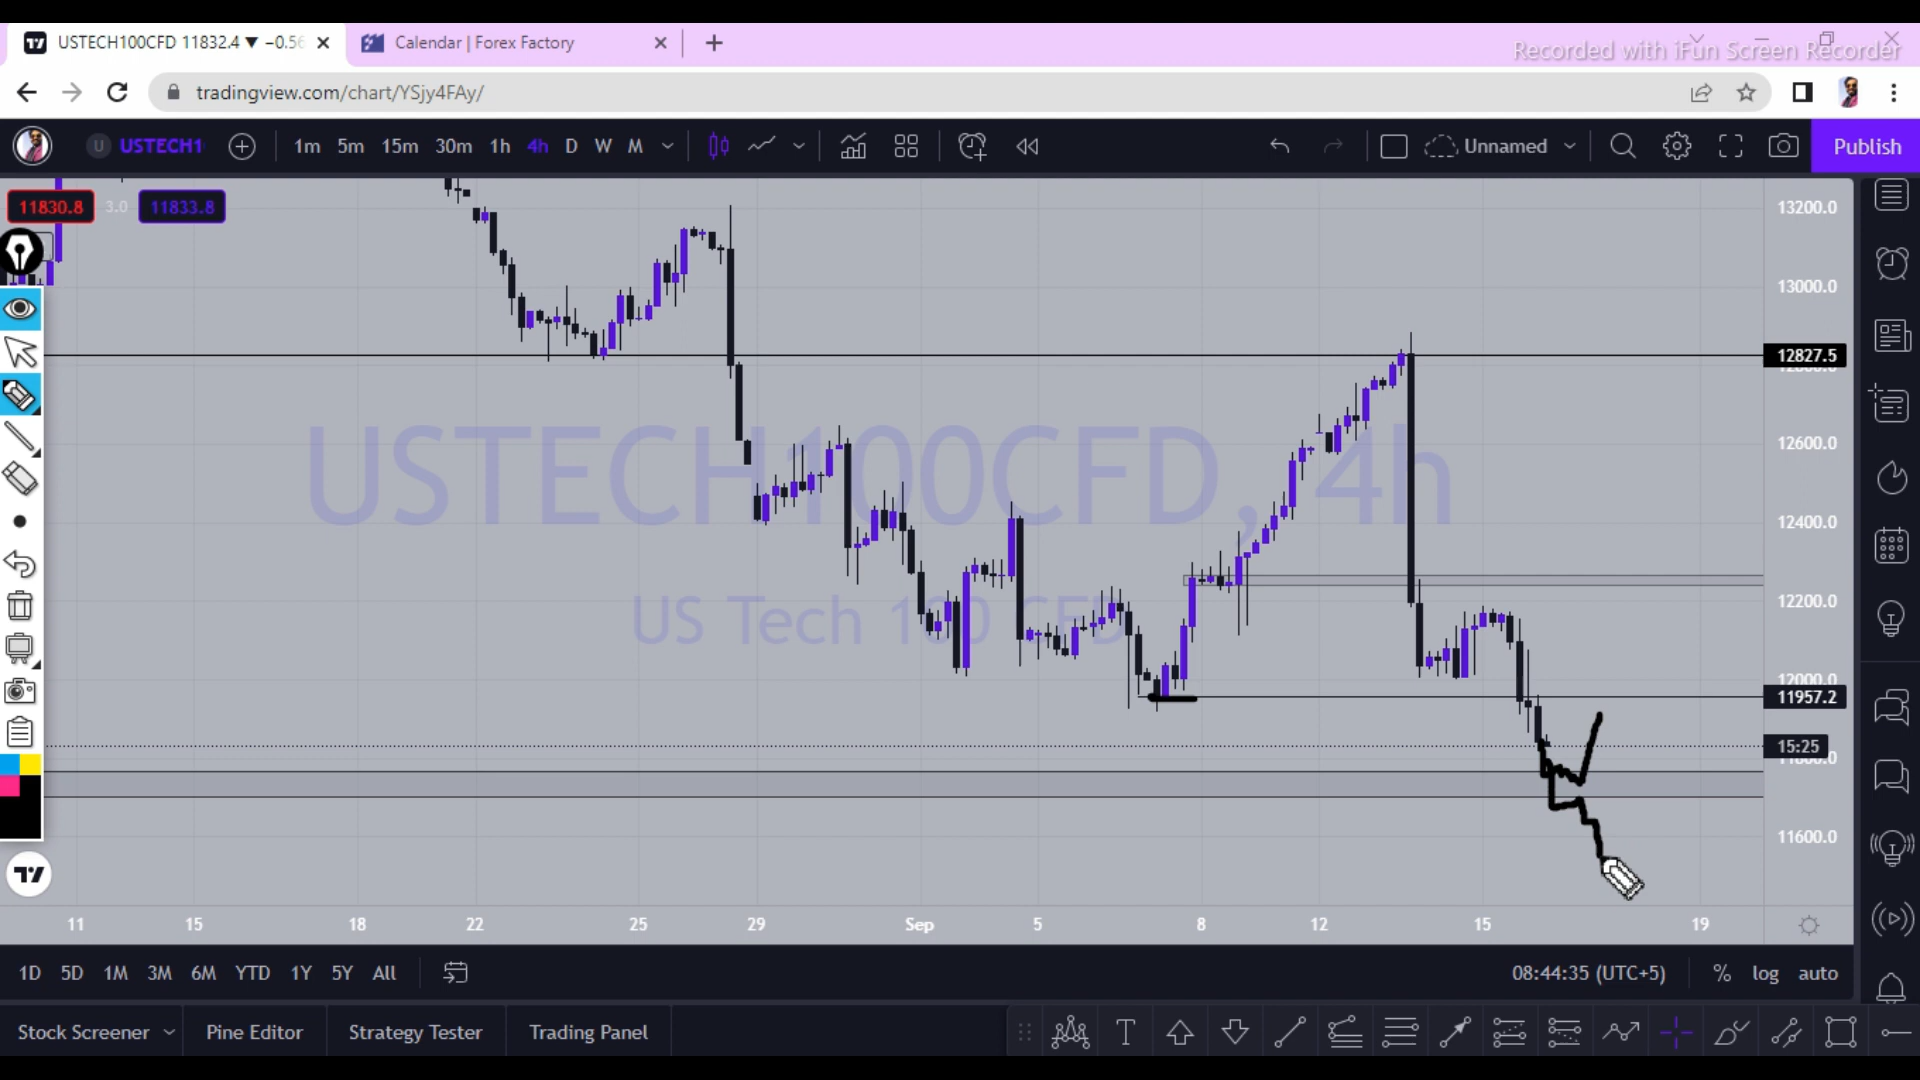 USTECH100CFD 11832.4 ▼ −0.56
Calendar | Forex Factory
Recorded with iFun Screen Recorder
tradingview.com/chart/YSjy4FAy/
U USTECH1
1m 5m 15m 30m 1h 4h D W M
Unnamed
Publish
11830.8 3.0 11833.8
13200.0
13000.0
12827.5
12600.0
USTECH100CFD, 4h
12400.0
US Tech 100 CFD
12200.0
12000.0
11957.2
15:25
11800.0
11600.0
11 15 18 22 25 29 Sep 5 8 12 15 19
1D 5D 1M 3M 6M YTD 1Y 5Y All
08:44:35 (UTC+5) % log auto
Stock Screener Pine Editor Strategy Tester Trading Panel